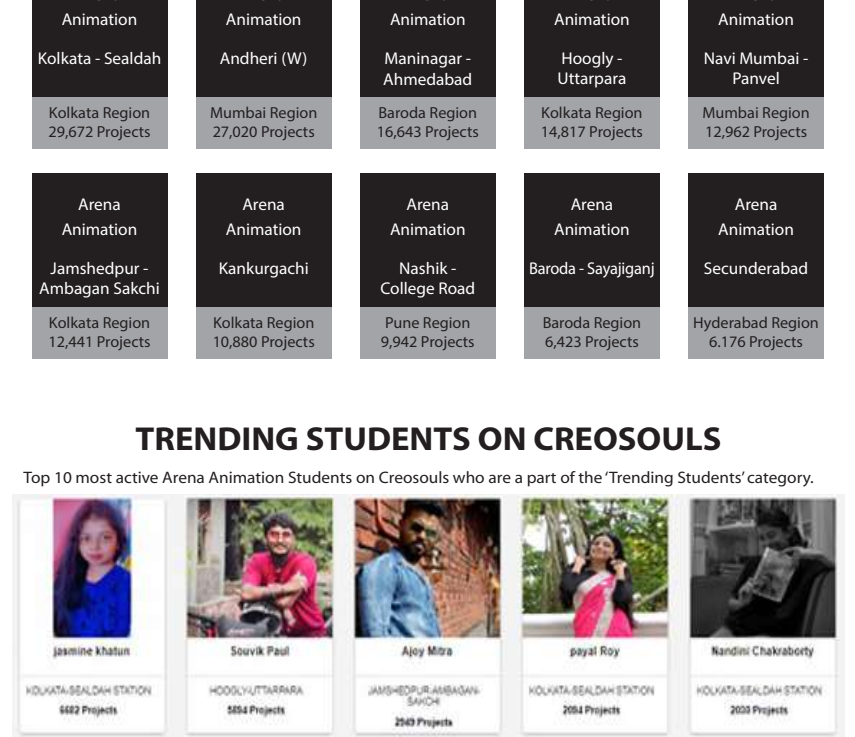 Animation
Kolkata - Sealdah
Kolkata Region
29,672 Projects
Animation
Andheri (W)
Mumbai Region
27,020 Projects
Animation
Maninagar -
Ahmedabad
Baroda Region
16,643 Projects
Animation
Hoogly -
Uttarpara
Kolkata Region
14,817 Projects
Animation
Navi Mumbai -
Panvel
Mumbai Region
12,962 Projects
Arena
Animation
Jamshedpur -
Ambagan Sakchi
Kolkata Region
12,441 Projects
Arena
Animation
Kankurgachi
Kolkata Region
10,880 Projects
Arena
Animation
Nashik -
College Road
Pune Region
9,942 Projects
Arena
Animation
Baroda - Sayajiganj
Baroda Region
6,423 Projects
Arena
Animation
Secunderabad
Hyderabad Region
6.176 Projects
TRENDING STUDENTS ON CREOSOULS
Top 10 most active Arena Animation Students on Creosouls who are a part of the ‘Trending Students’ category.
jasmine khatun
KOLKATA-SEALDAH STATION
6682 Projects
Souvik Paul
HOOGLY-UTTARPARA
5894 Projects
Ajoy Mitra
JAMSHEDPUR-AMBAGAN-
SAKCHI
2949 Projects
payal Roy
KOLKATA-SEALDAH STATION
2094 Projects
Nandini Chakraborty
KOLKATA-SEALDAH STATION
2030 Projects